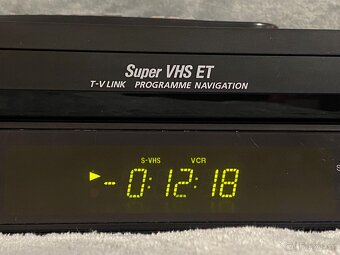 Super VHS ET
T-V LINK PROGRAMME NAVIGATION
S-VHS VCR
- 0:12:18